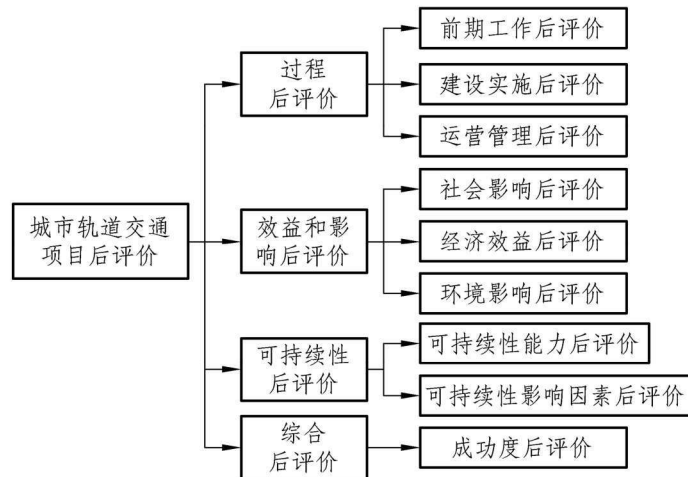 城市轨道交通
项目后评价
过程
后评价
前期工作后评价
建设实施后评价
运营管理后评价
效益和影
响后评价
社会影响后评价
经济效益后评价
环境影响后评价
可持续性
后评价
可持续性能力后评价
可持续性影响因素后评价
综合
后评价
成功度后评价